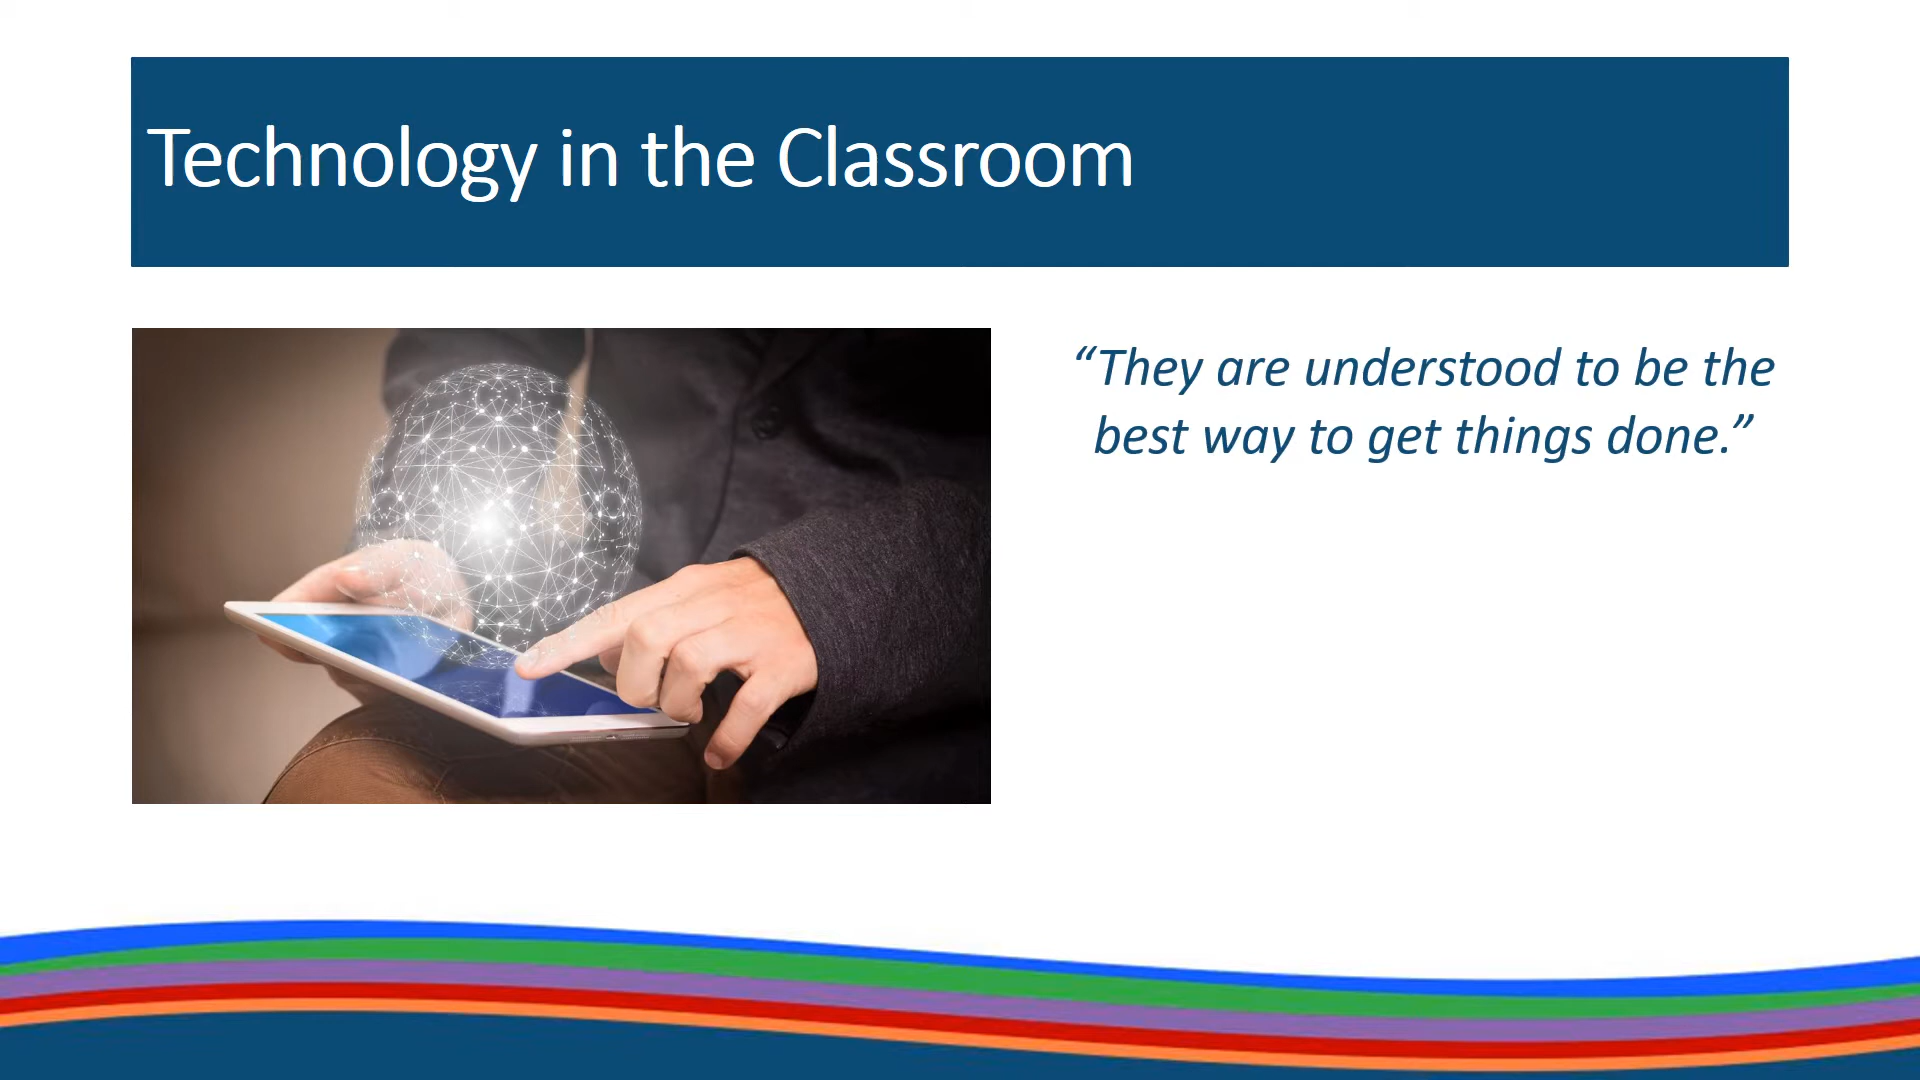 Technology in the Classroom
“They are understood to be the
best way to get things done.”